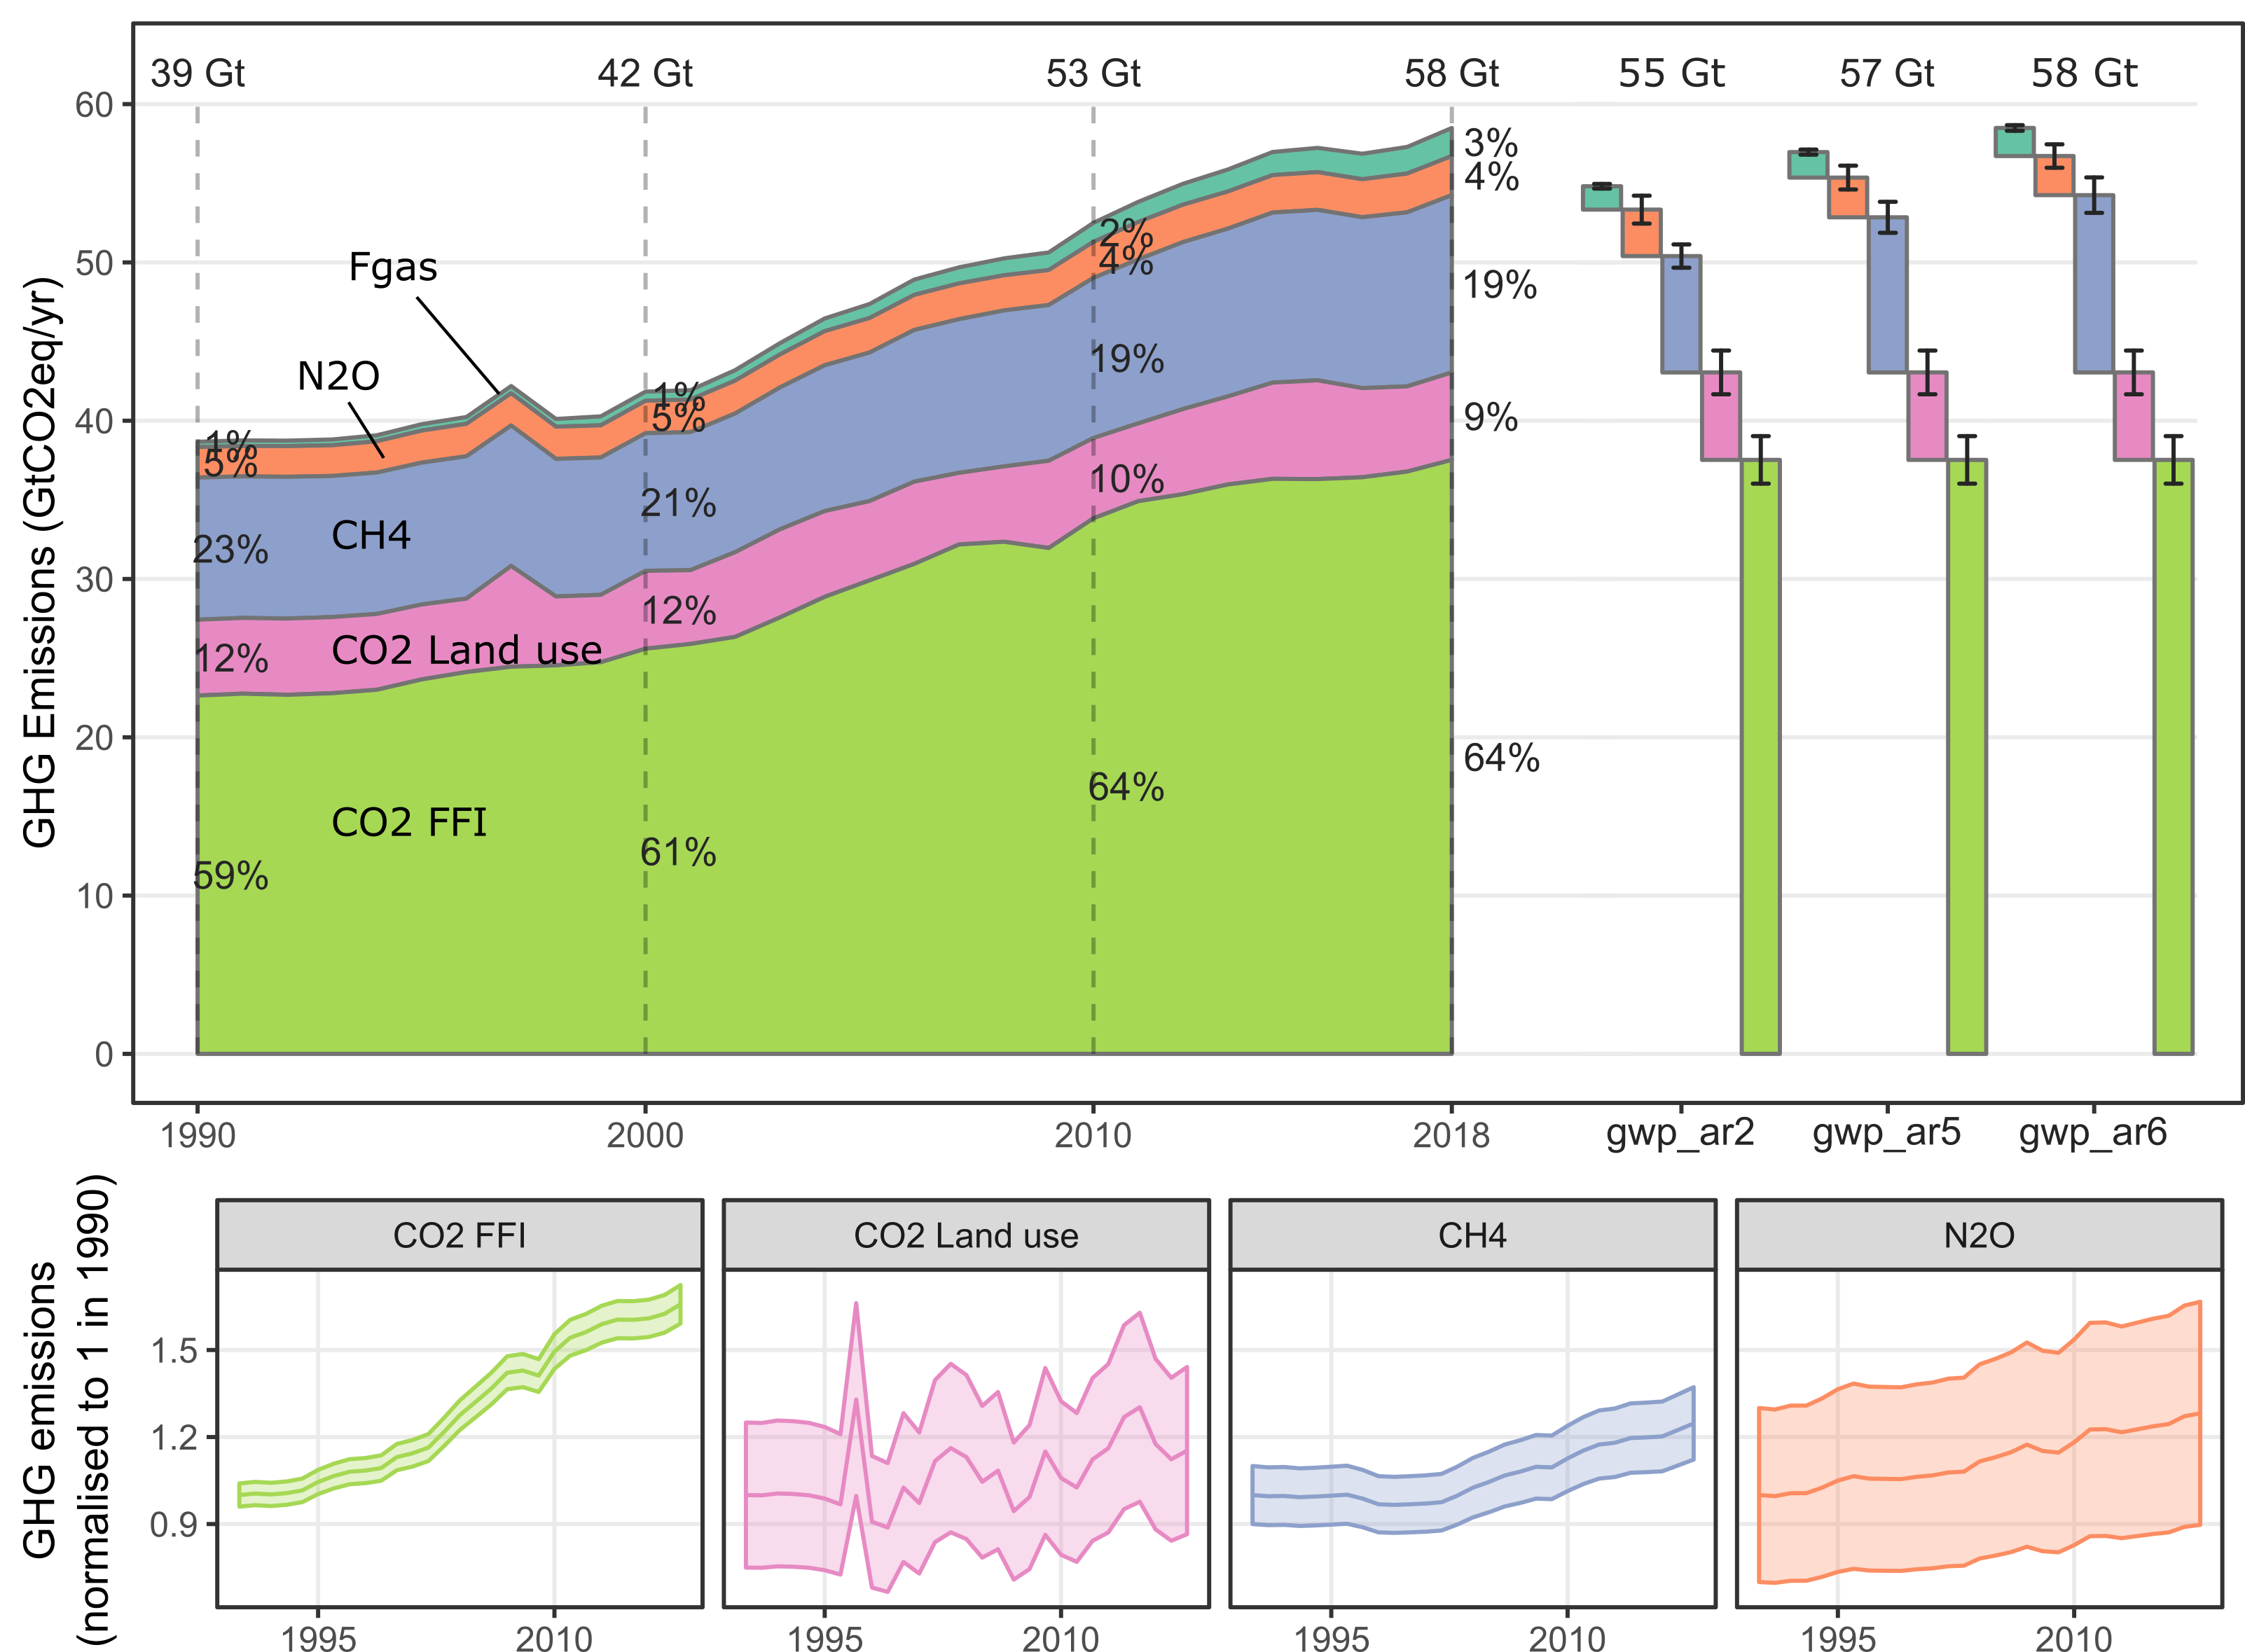 39 Gt 42 Gt 53 Gt 58 Gt 55 Gt 57 Gt 58 Gt
GHG Emissions (GtCO2eq/yr)
60
50
40
30
20
10
0
Fgas
N2O
CH4
CO2 Land use
CO2 FFI
1%
5%
23%
12%
59%
1%
5%
21%
12%
61%
2%
4%
19%
10%
64%
3%
4%
19%
9%
64%
1990 2000 2010 2018 gwp_ar2 gwp_ar5 gwp_ar6
GHG emissions
(normalised to 1 in 1990)
CO2 FFI CO2 Land use CH4 N2O
1.5
1.2
0.9
1995 2010 1995 2010 1995 2010 1995 2010